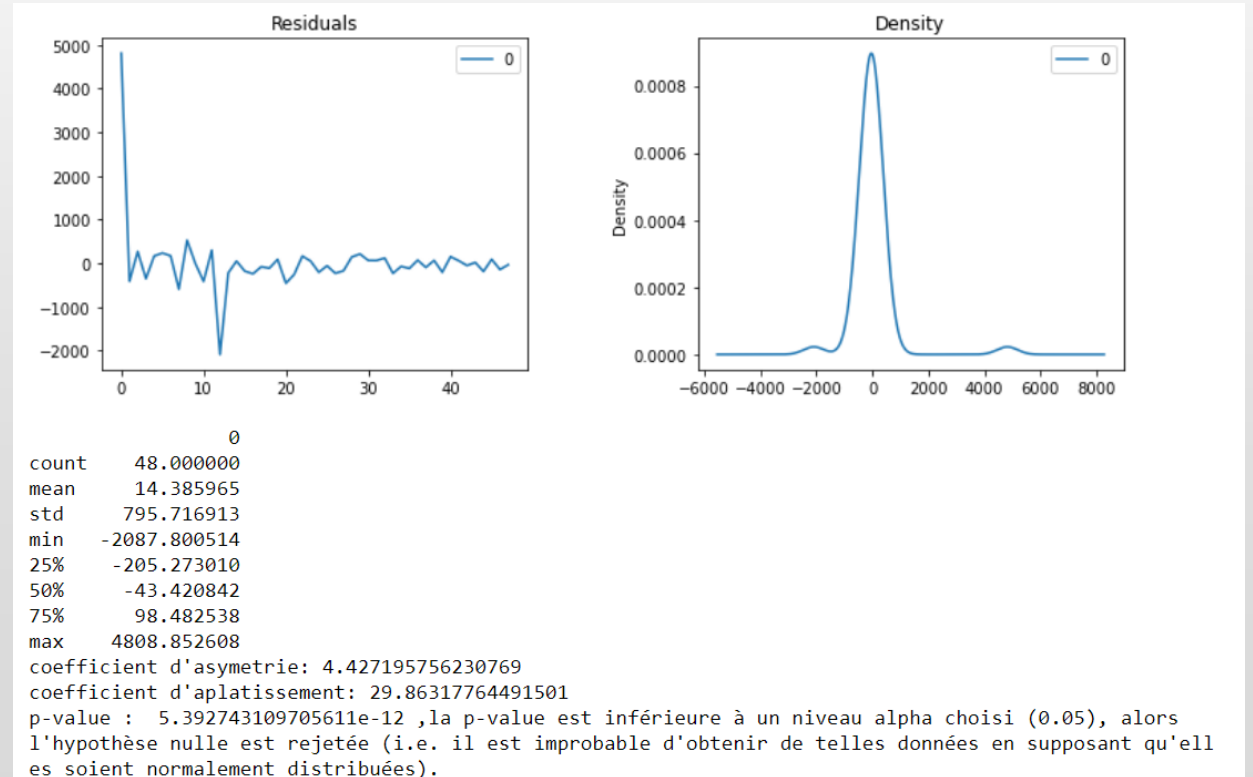 Residuals
0
5000
4000
3000
2000
1000
0
−1000
−2000
0
10
20
30
40
Density
0
Density
0.0008
0.0006
0.0004
0.0002
0.0000
−6000 −4000 −2000 0 2000 4000 6000 8000
0
count 48.000000
mean 14.385965
std 795.716913
min -2087.800514
25% -205.273010
50% -43.420842
75% 98.482538
max 4808.852608
coefficient d'asymetrie: 4.427195756230769
coefficient d'aplatissement: 29.86317764491501
p-value :  5.392743109705611e-12 ,la p-value est inférieure à un niveau alpha choisi (0.05), alors
l'hypothèse nulle est rejetée (i.e. il est improbable d'obtenir de telles données en supposant qu'ell
es soient normalement distribuées).